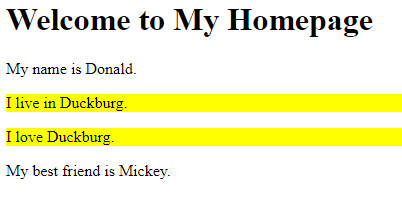 Welcome to My Homepage
My name is Donald.
I live in Duckburg.
I love Duckburg.
My best friend is Mickey.